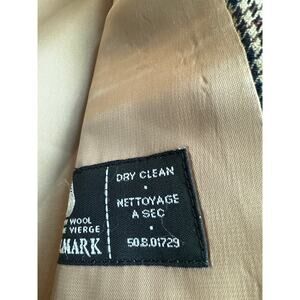 DRY CLEAN
•
NETTOYAGE
A SEC
•
50.8.01729
WOOL
VIERGE
MARK